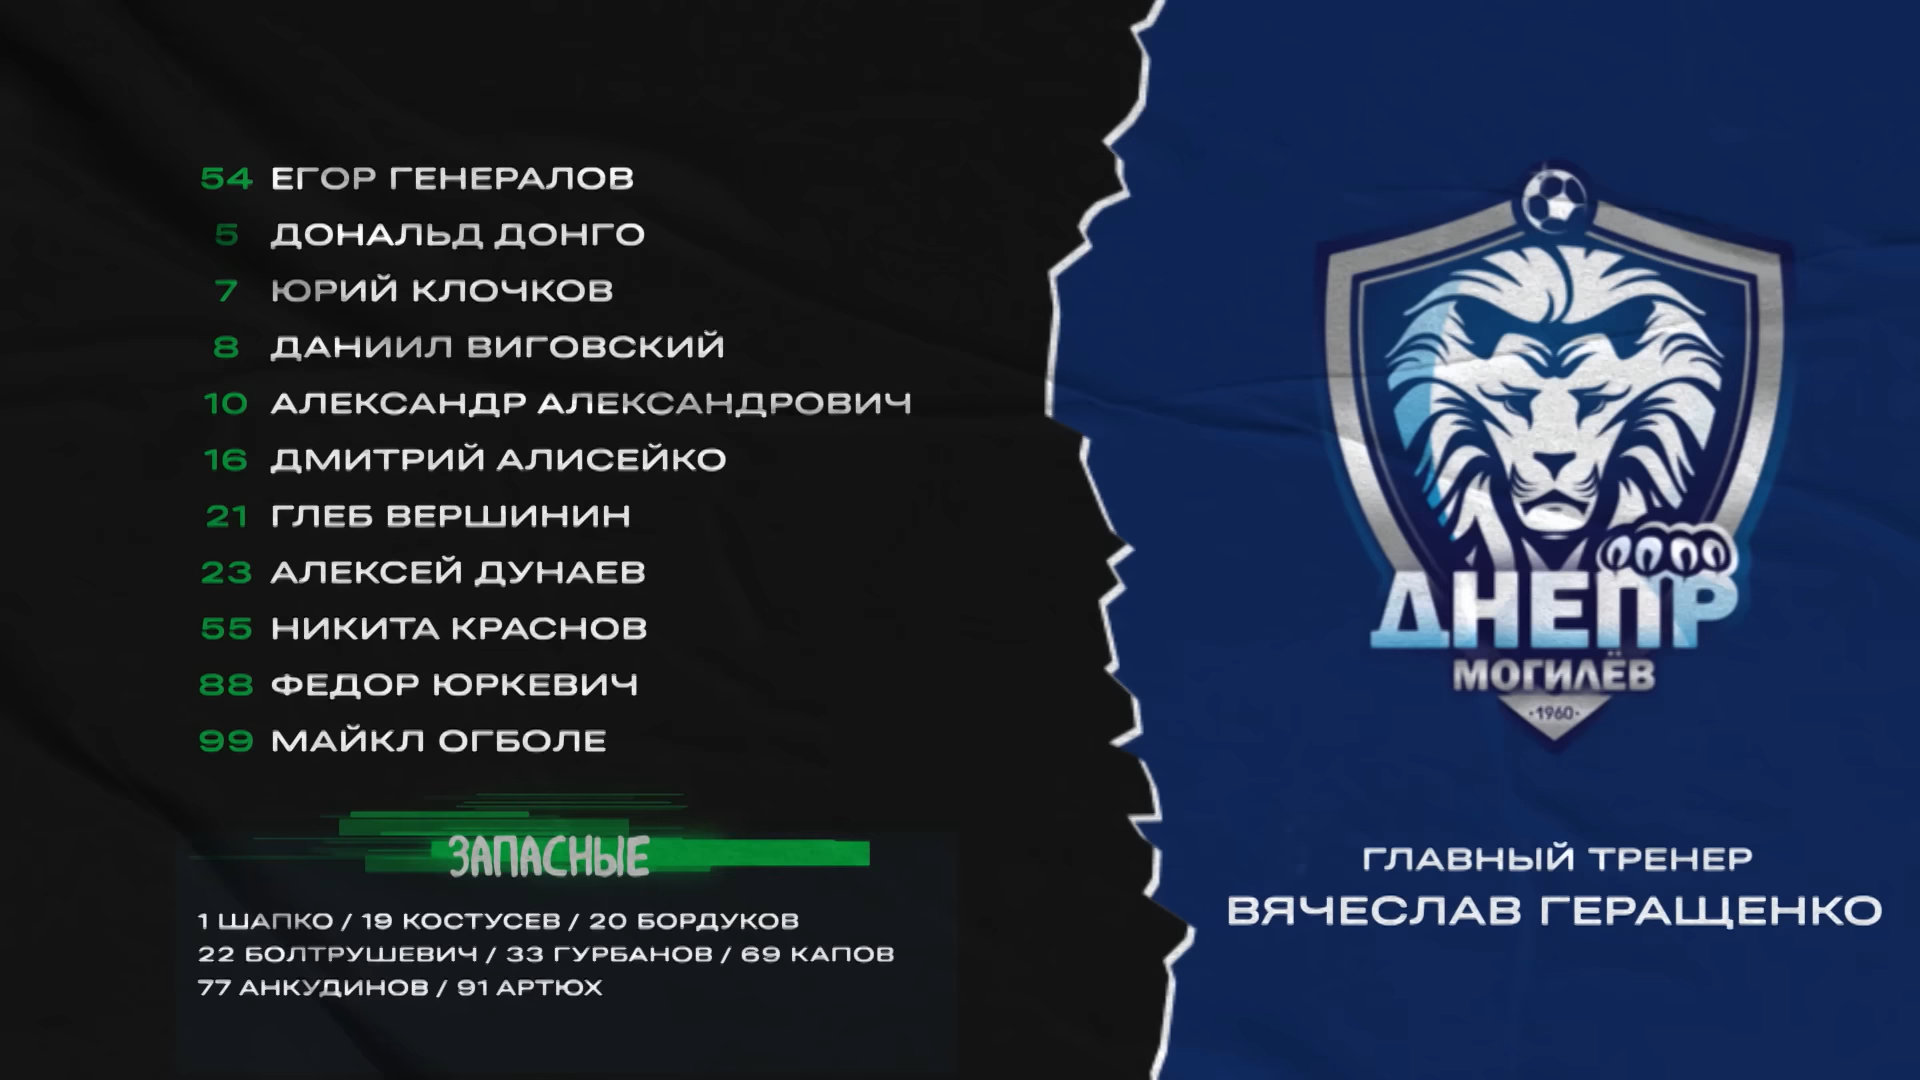 54 ЕГОР ГЕНЕРАЛОВ
5 ДОНАЛЬД ДОНГО
7 ЮРИЙ КЛОЧКОВ
8 ДАНИИЛ ВИГОВСКИЙ
10 АЛЕКСАНДР АЛЕКСАНДРОВИЧ
16 ДМИТРИЙ АЛИСЕЙКО
21 ГЛЕБ ВЕРШИНИН
23 АЛЕКСЕЙ ДУНАЕВ
55 НИКИТА КРАСНОВ
88 ФЕДОР ЮРКЕВИЧ
99 МАЙКЛ ОГБОЛЕ
ЗАПАСНЫЕ
1 ШАПКО / 19 КОСТУСЕВ / 20 БОРДУКОВ
22 БОЛТРУШЕВИЧ / 33 ГУРБАНОВ / 69 КАПОВ
77 АНКУДИНОВ / 91 АРТЮХ
ДНЕПР
МОГИЛЁВ
·1960·
ГЛАВНЫЙ ТРЕНЕР
ВЯЧЕСЛАВ ГЕРАЩЕНКО